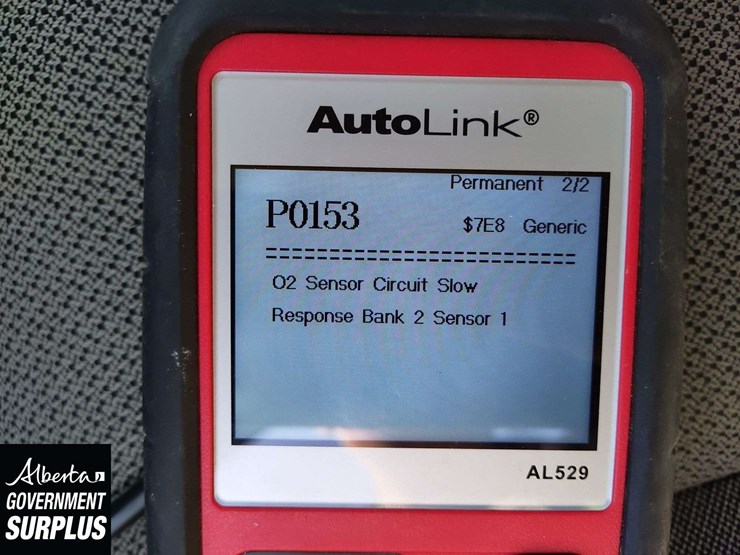 AutoLink®
Permanent 2/2
P0153 $7E8 Generic
====================================
O2 Sensor Circuit Slow
Response Bank 2 Sensor 1
AL529
Alberta
GOVERNMENT
SURPLUS